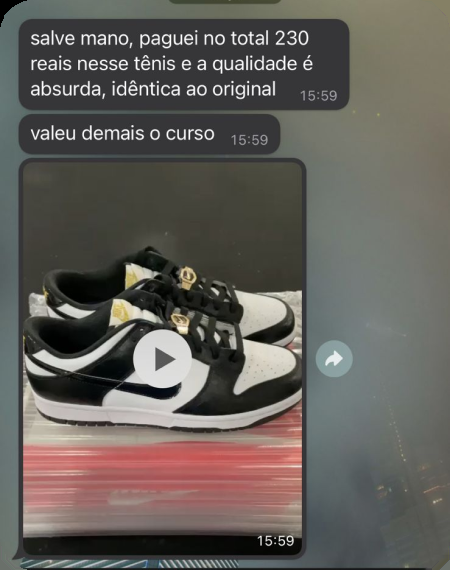 salve mano, paguei no total 230
reais nesse tênis e a qualidade é
absurda, idêntica ao original 15:59
valeu demais o curso 15:59
15:59